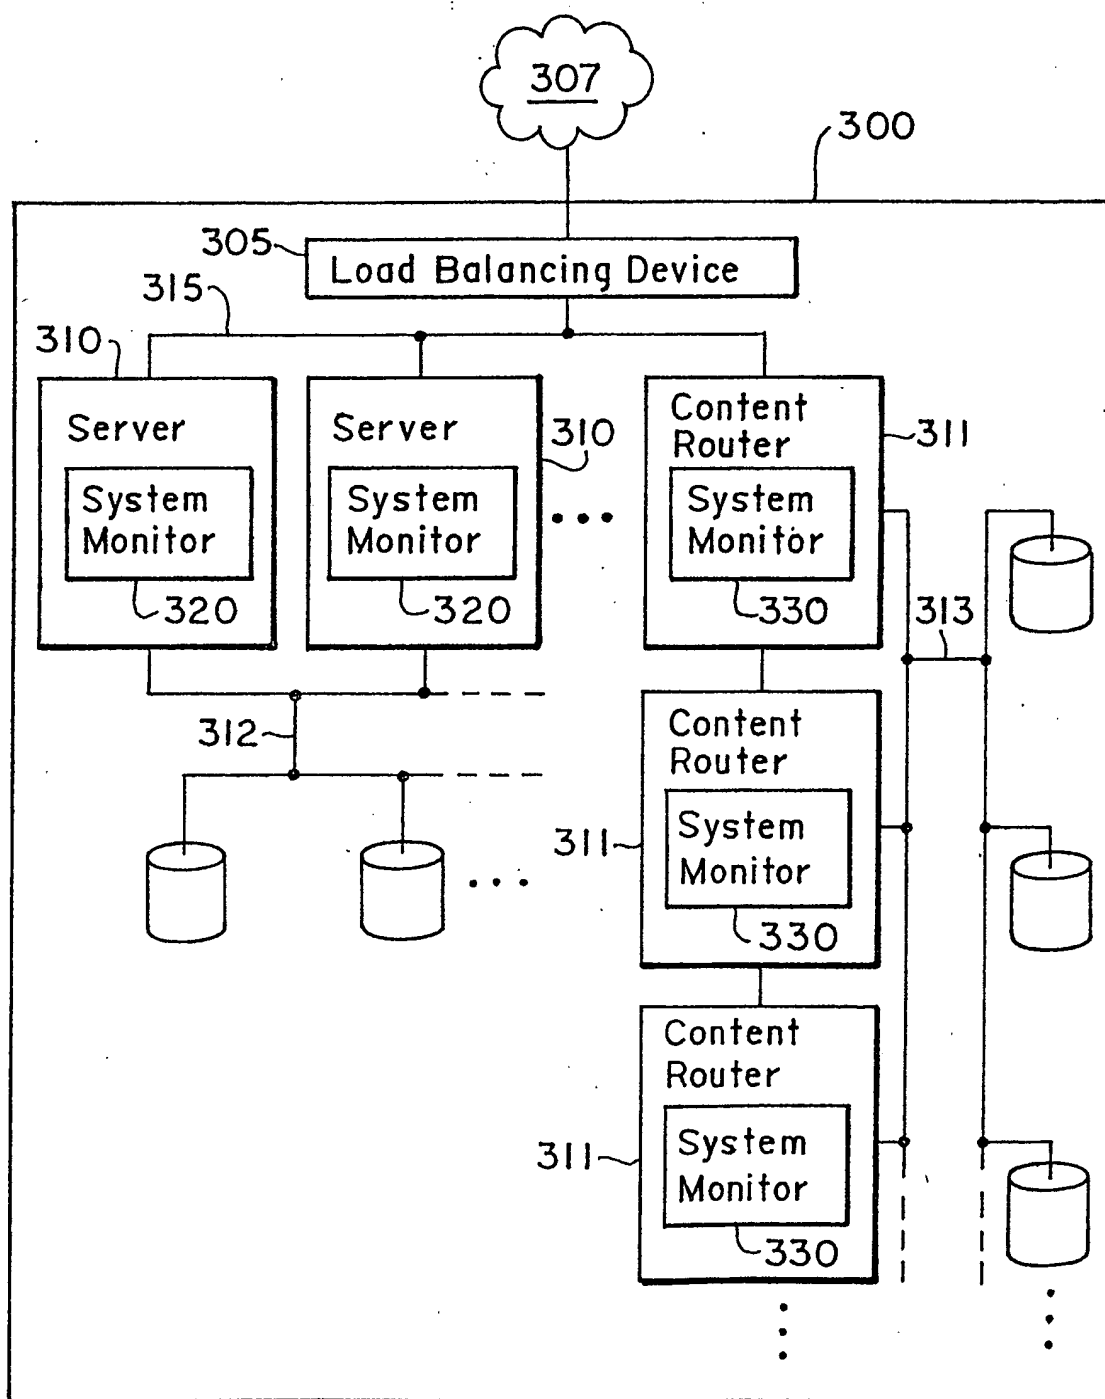 307
300
305
Load Balancing Device
315
310
Server
System
Monitor
320
Server
310
System
Monitor
320
Content
Router
311
System
Monitor
330
313
312
Content
Router
311
System
Monitor
330
Content
Router
311
System
Monitor
330